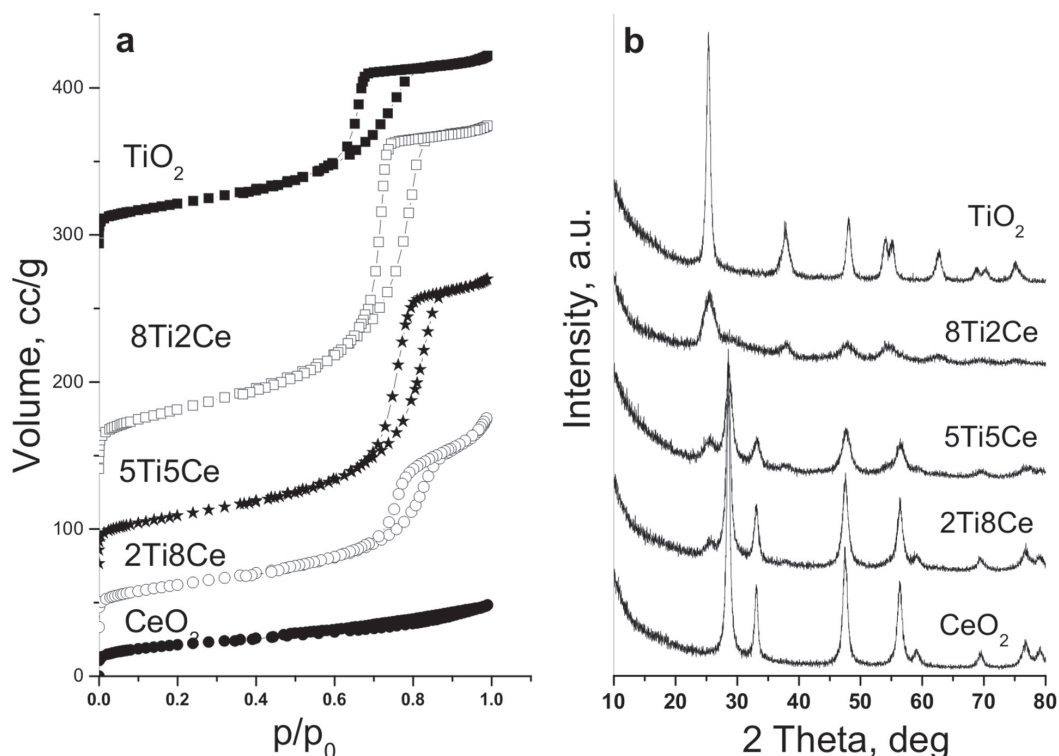 a
Volume, cc/g
400
300
200
100
0
TiO₂
8Ti2Ce
5Ti5Ce
2Ti8Ce
CeO₂
0.0 0.2 0.4 0.6 0.8 1.0
p/p₀
b
Intensity, a.u.
TiO₂
8Ti2Ce
5Ti5Ce
2Ti8Ce
CeO₂
10 20 30 40 50 60 70 80
2 Theta, deg